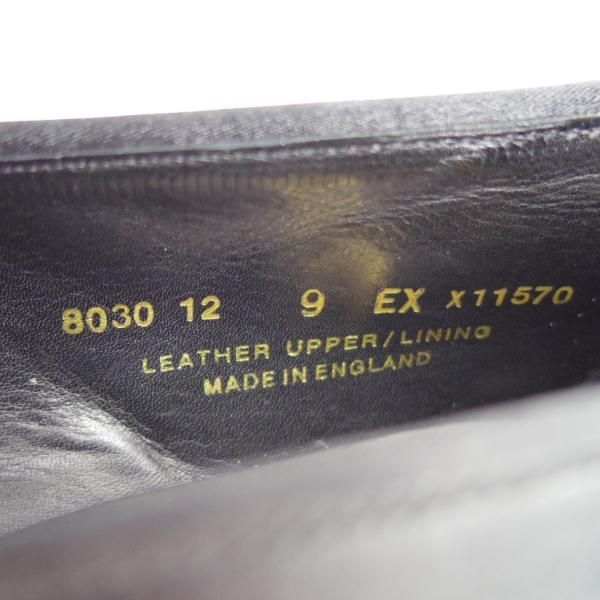 8030 12 9 EX X11570
LEATHER UPPER/LINING
MADE IN ENGLAND